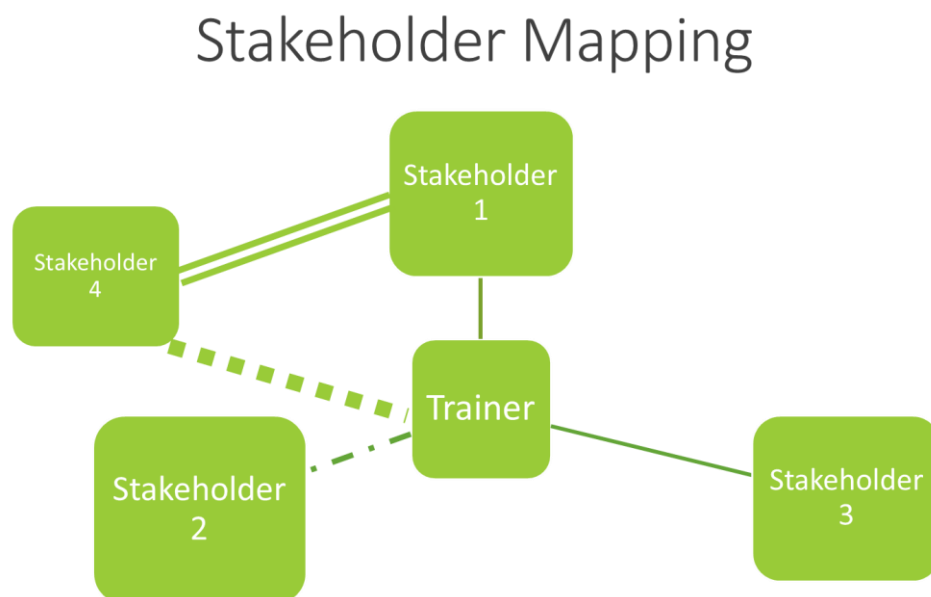 Stakeholder Mapping
Stakeholder
1
Stakeholder
4
Trainer
Stakeholder
2
Stakeholder
3